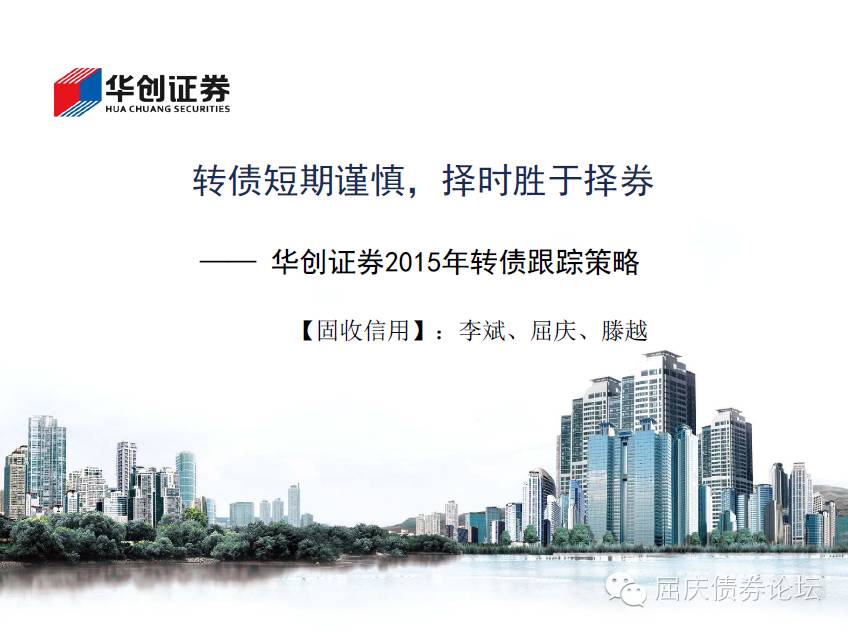 华创证券
HUA CHUANG SECURITIES
转债短期谨慎，择时胜于择券
—— 华创证券2015年转债跟踪策略
【固收信用】：李斌、屈庆、滕越
屈庆债券论坛